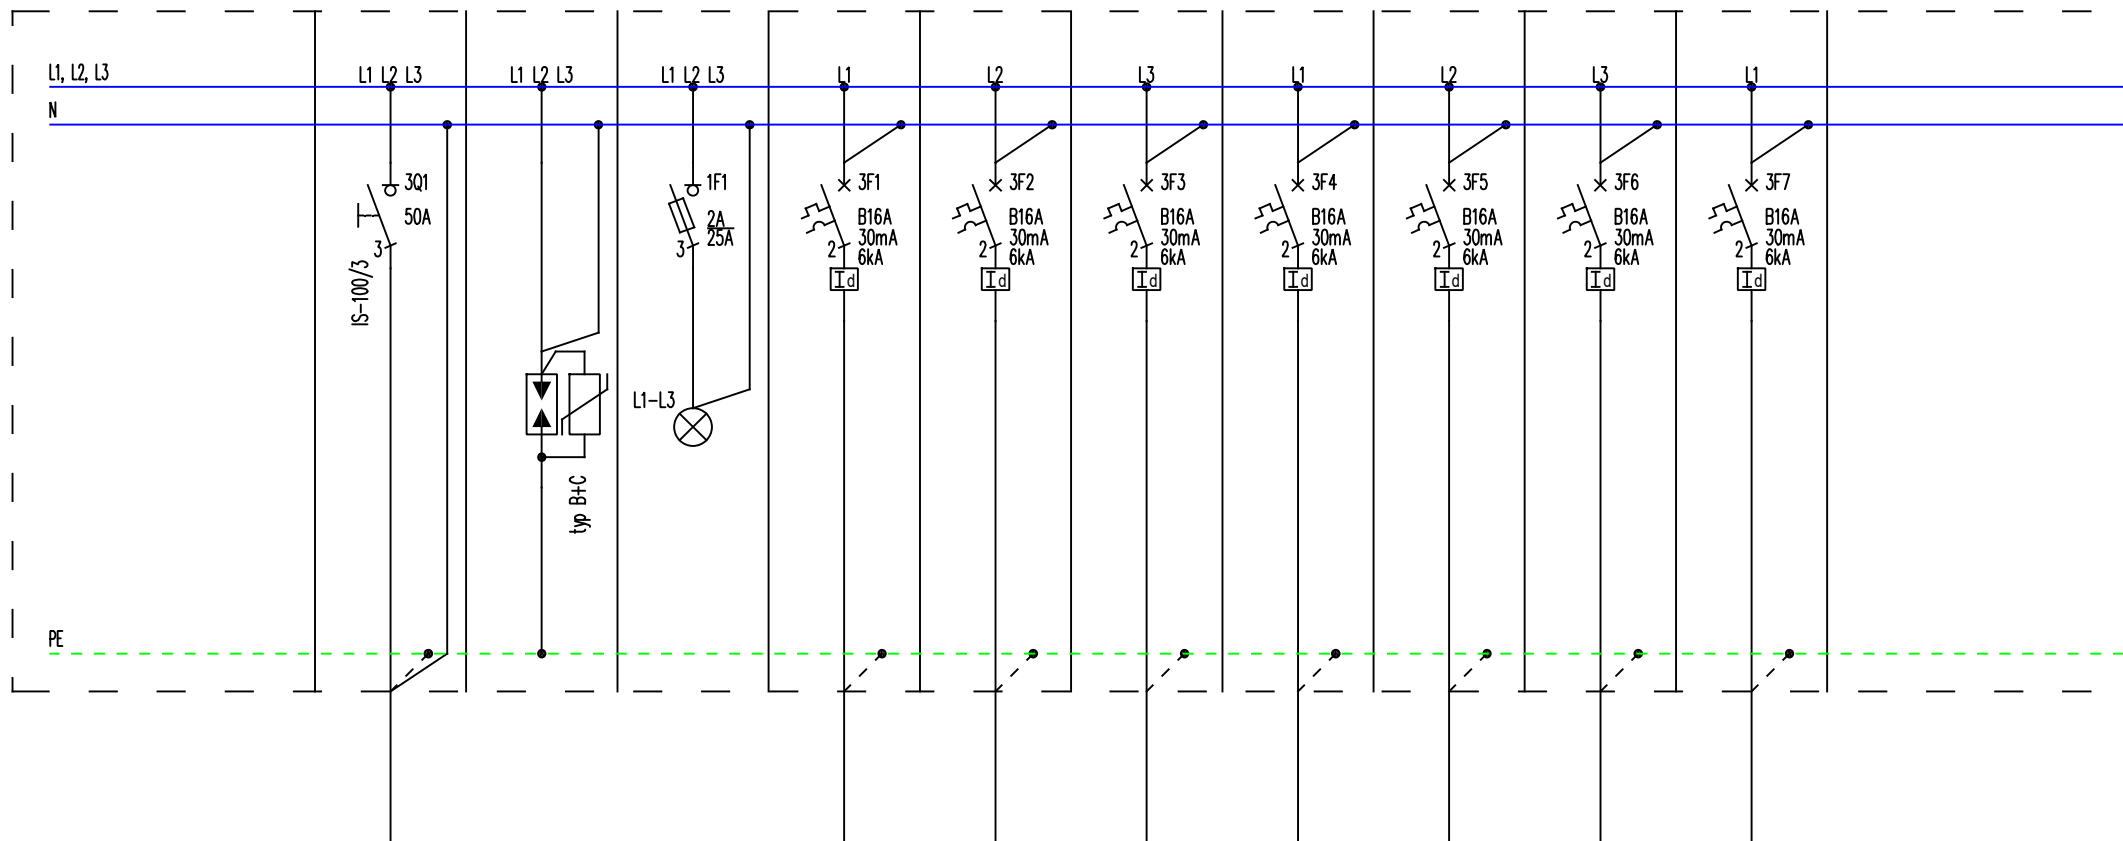 L1, L2, L3
N
L1 L2 L3
L1 L2 L3
L1 L2 L3
L1
L2
L3
L1
L2
L3
L1
3Q1
50A
3
IS-100/3
typ B+C
1F1
2A
25A
3
L1-L3
3F1
B16A
30mA
6kA
2
Id
3F2
B16A
30mA
6kA
2
Id
3F3
B16A
30mA
6kA
2
Id
3F4
B16A
30mA
6kA
2
Id
3F5
B16A
30mA
6kA
2
Id
3F6
B16A
30mA
6kA
2
Id
3F7
B16A
30mA
6kA
2
Id
PE